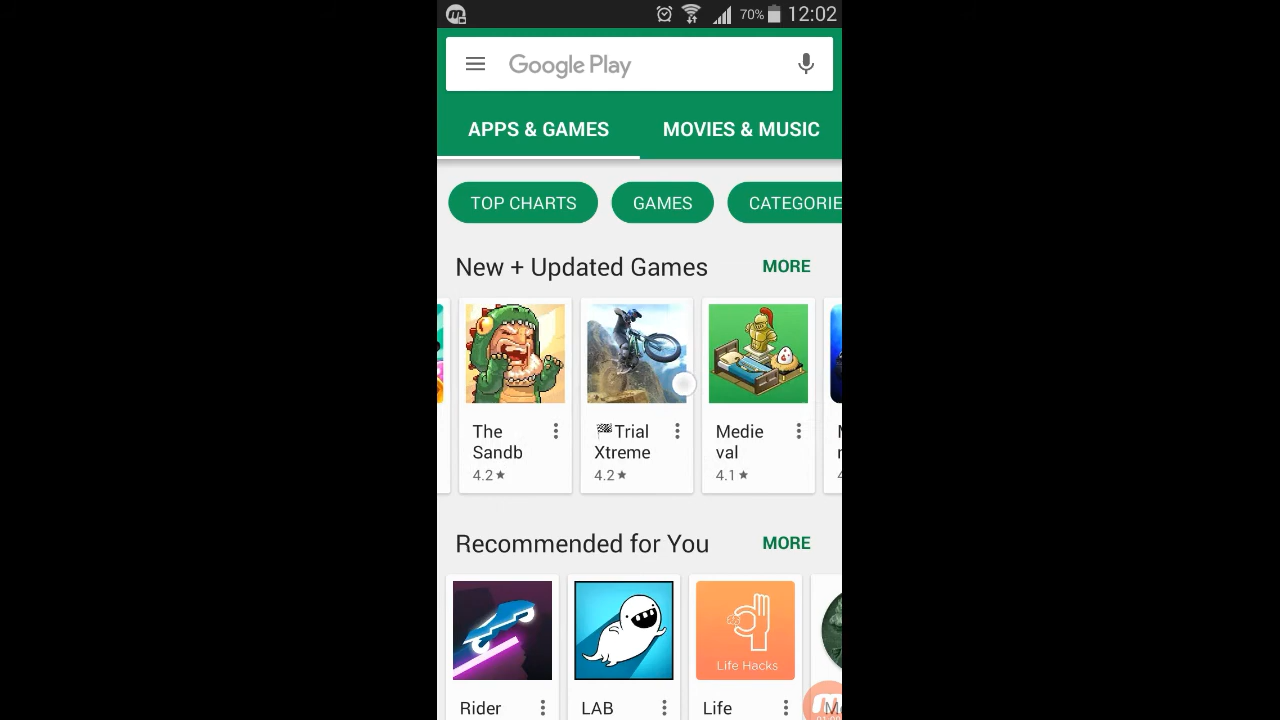 70% 12:02
Google Play
APPS & GAMES MOVIES & MUSIC
TOP CHARTS GAMES CATEGORIE
New + Updated Games MORE
The Sandb
4.2★
🏁Trial Xtreme
4.2★
Medie val
4.1★
Recommended for You MORE
Life Hacks
Rider LAB Life